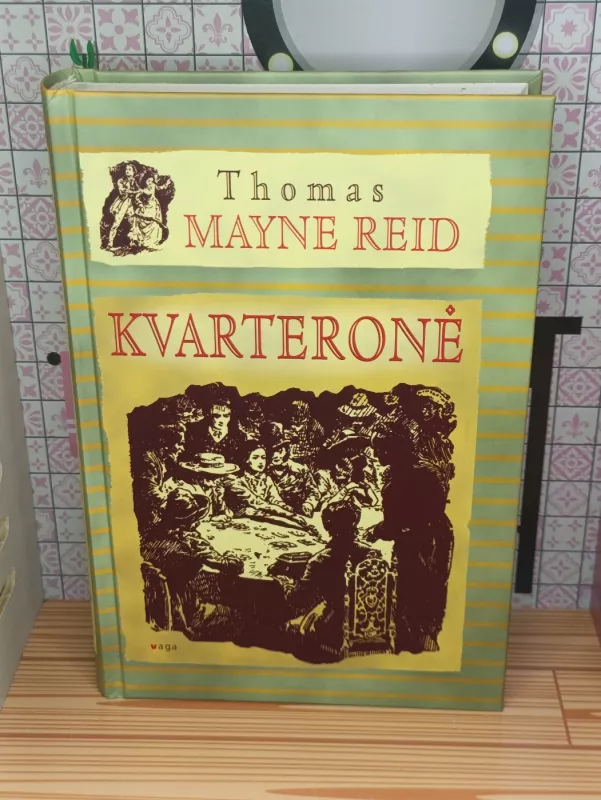 Thomas
MAYNE REID
KVARTERONĖ
vaga